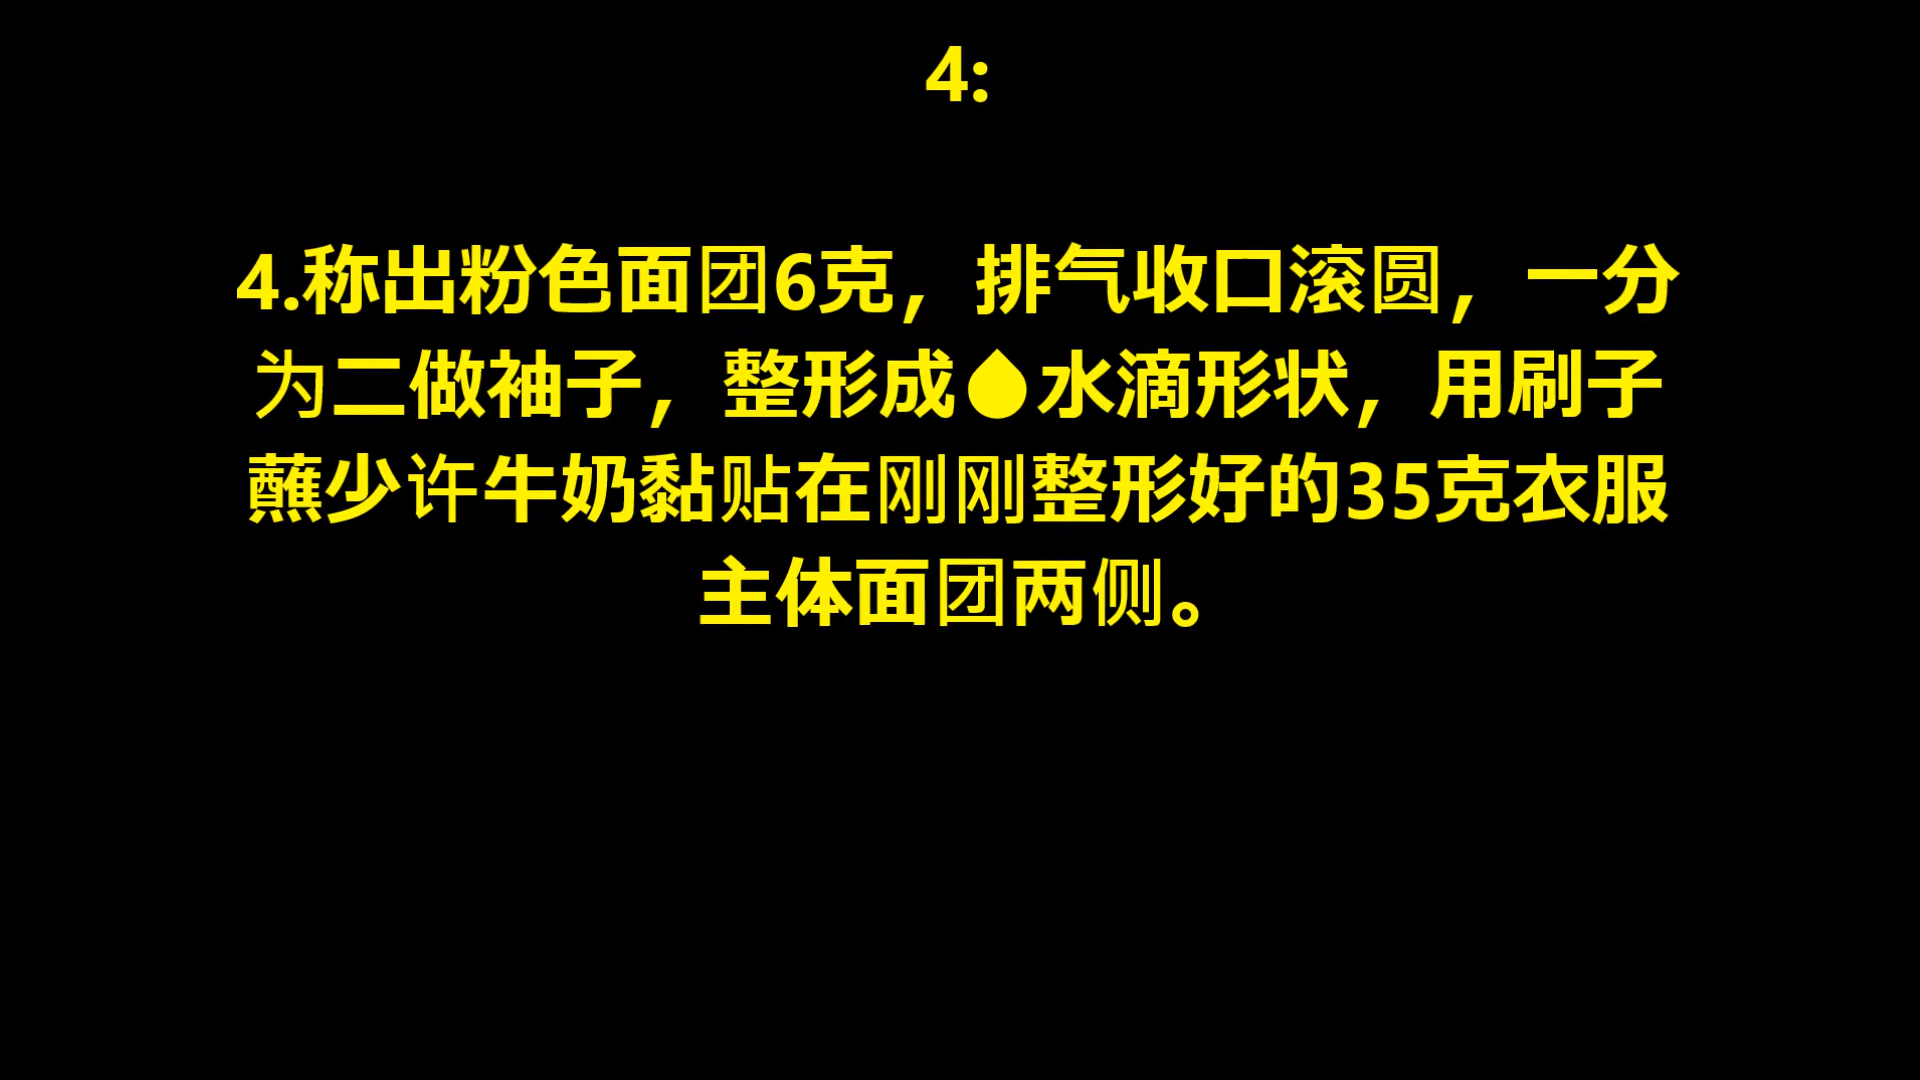 4:
4.称出粉色面团6克，排气收口滚圆，一分
为二做袖子，整形成💧水滴形状，用刷子
蘸少许牛奶黏贴在刚刚整形好的35克衣服
主体面团两侧。